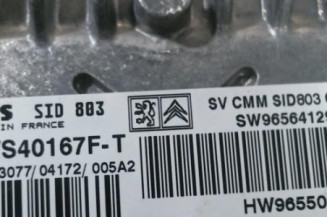 S SID 803
IN FRANCE
SV CMM SID803
SW96564129
S40167F-T
3077/04172/005A2
HW96550